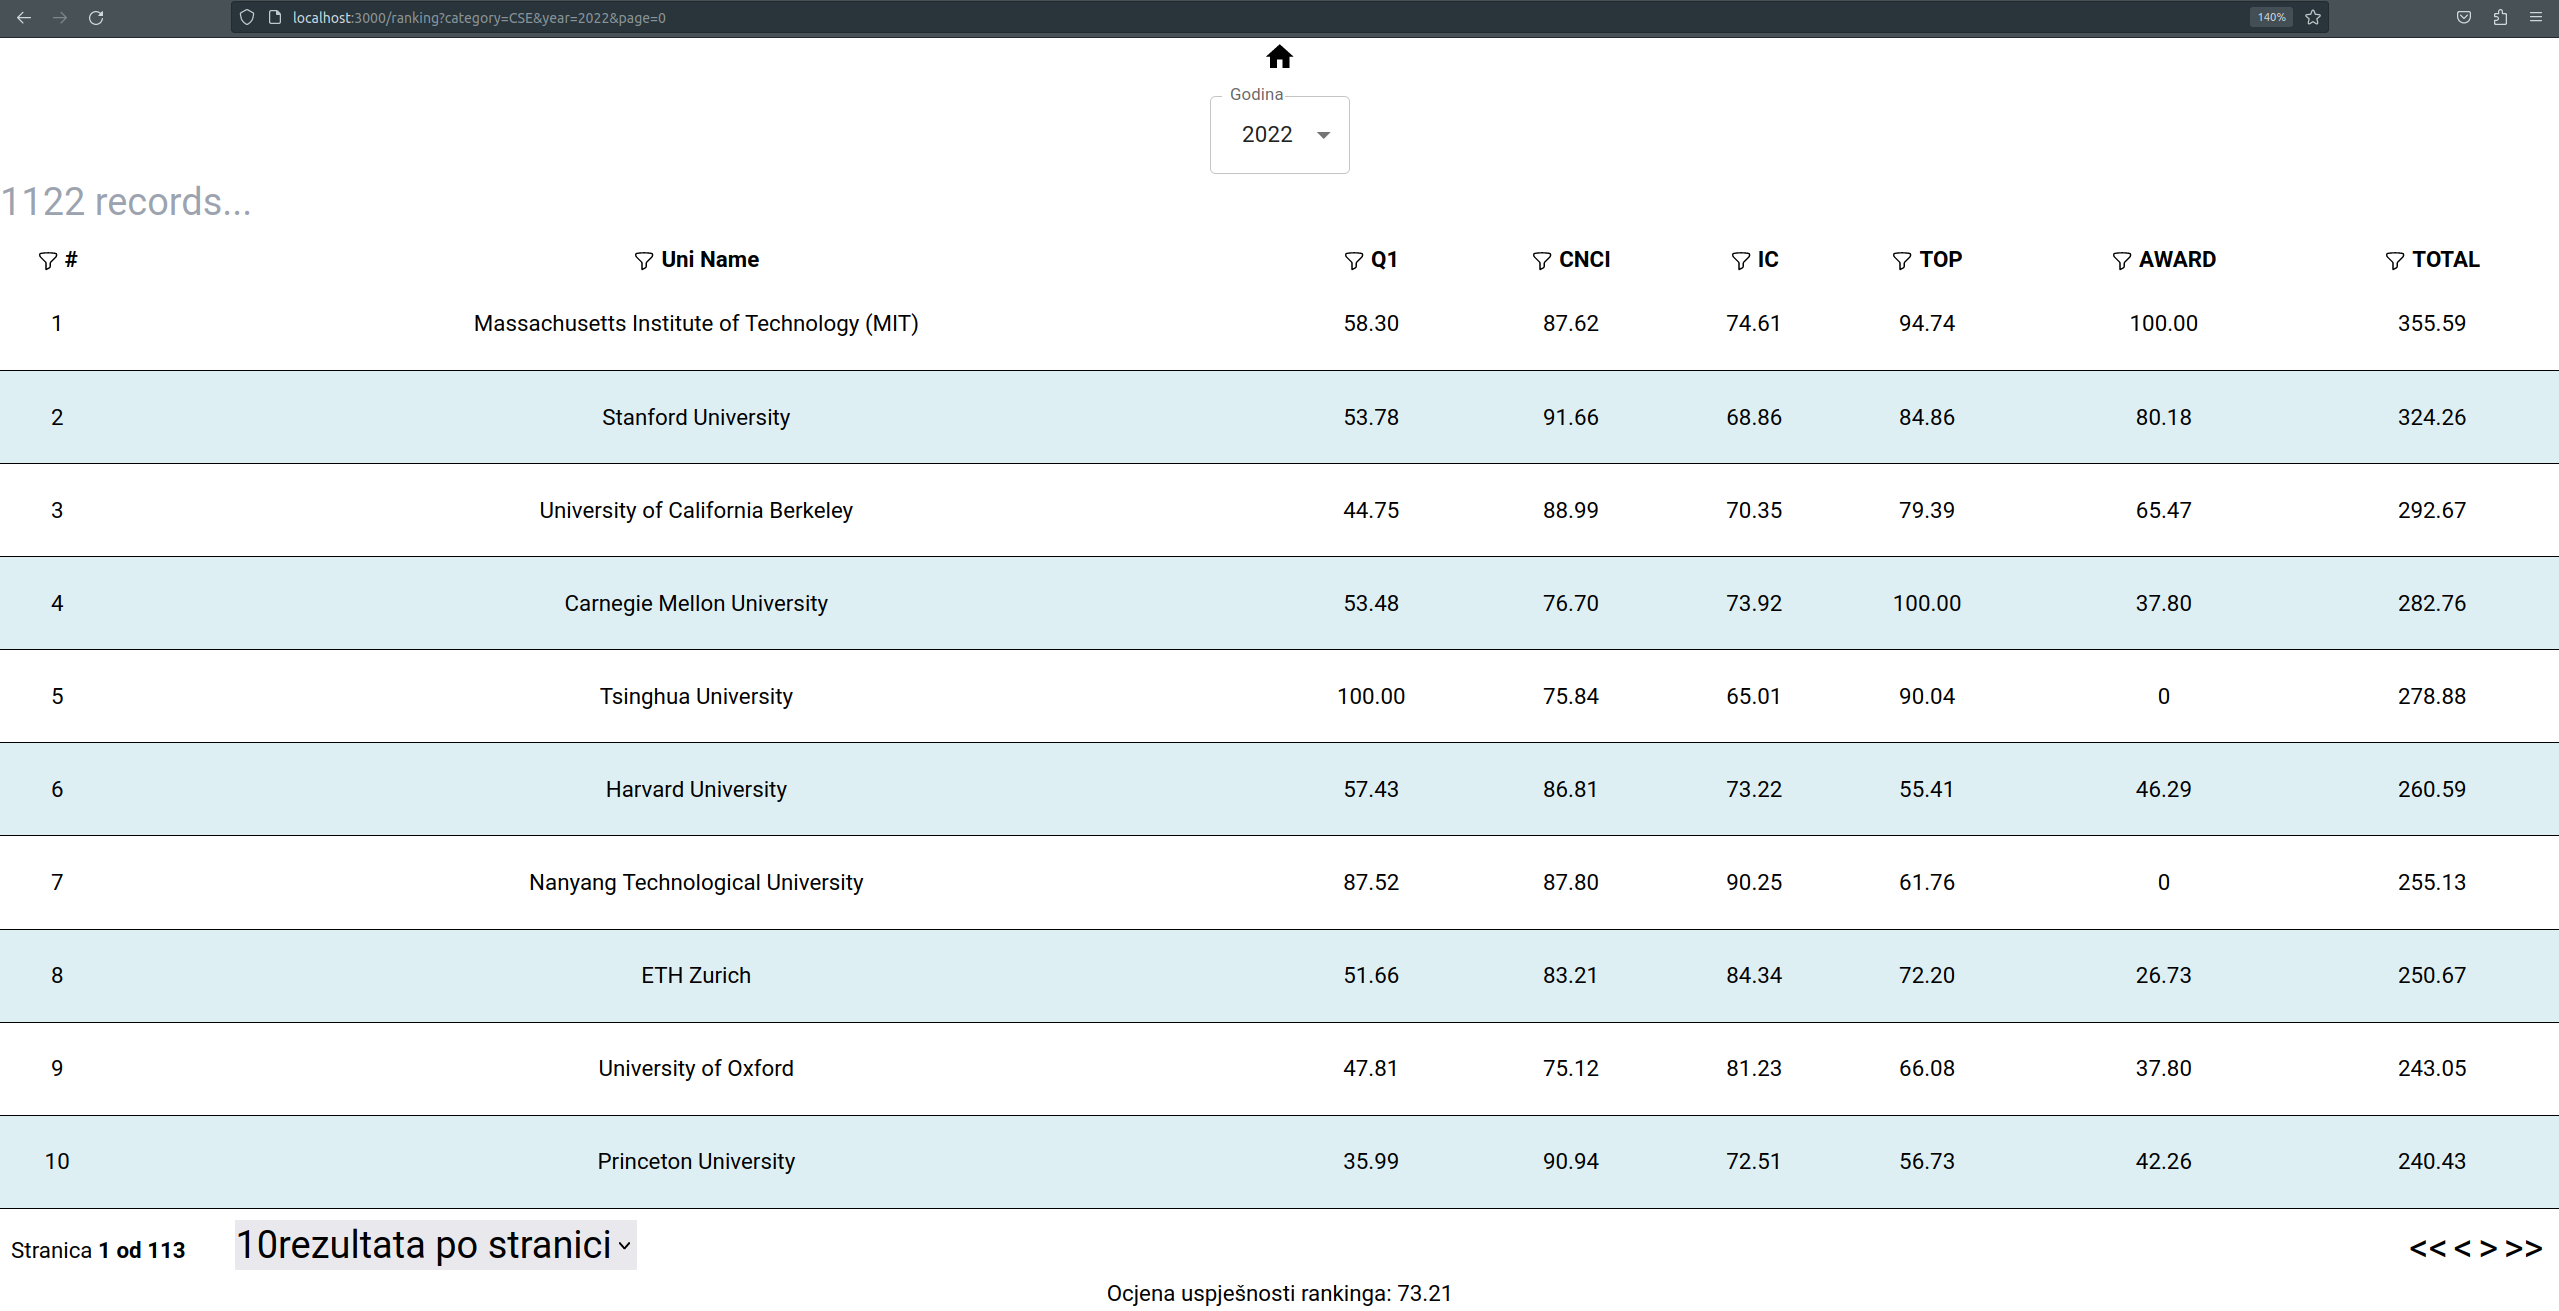 localhost:3000/ranking?category=CSE&year=2022&page=0 140%
Godina
2022
1122 records...
# Uni Name Q1 CNCI IC TOP AWARD TOTAL
1 Massachusetts Institute of Technology (MIT) 58.30 87.62 74.61 94.74 100.00 355.59
2 Stanford University 53.78 91.66 68.86 84.86 80.18 324.26
3 University of California Berkeley 44.75 88.99 70.35 79.39 65.47 292.67
4 Carnegie Mellon University 53.48 76.70 73.92 100.00 37.80 282.76
5 Tsinghua University 100.00 75.84 65.01 90.04 0 278.88
6 Harvard University 57.43 86.81 73.22 55.41 46.29 260.59
7 Nanyang Technological University 87.52 87.80 90.25 61.76 0 255.13
8 ETH Zurich 51.66 83.21 84.34 72.20 26.73 250.67
9 University of Oxford 47.81 75.12 81.23 66.08 37.80 243.05
10 Princeton University 35.99 90.94 72.51 56.73 42.26 240.43
Stranica 1 od 113 10rezultata po stranici << < > >>
Ocjena uspješnosti rankinga: 73.21